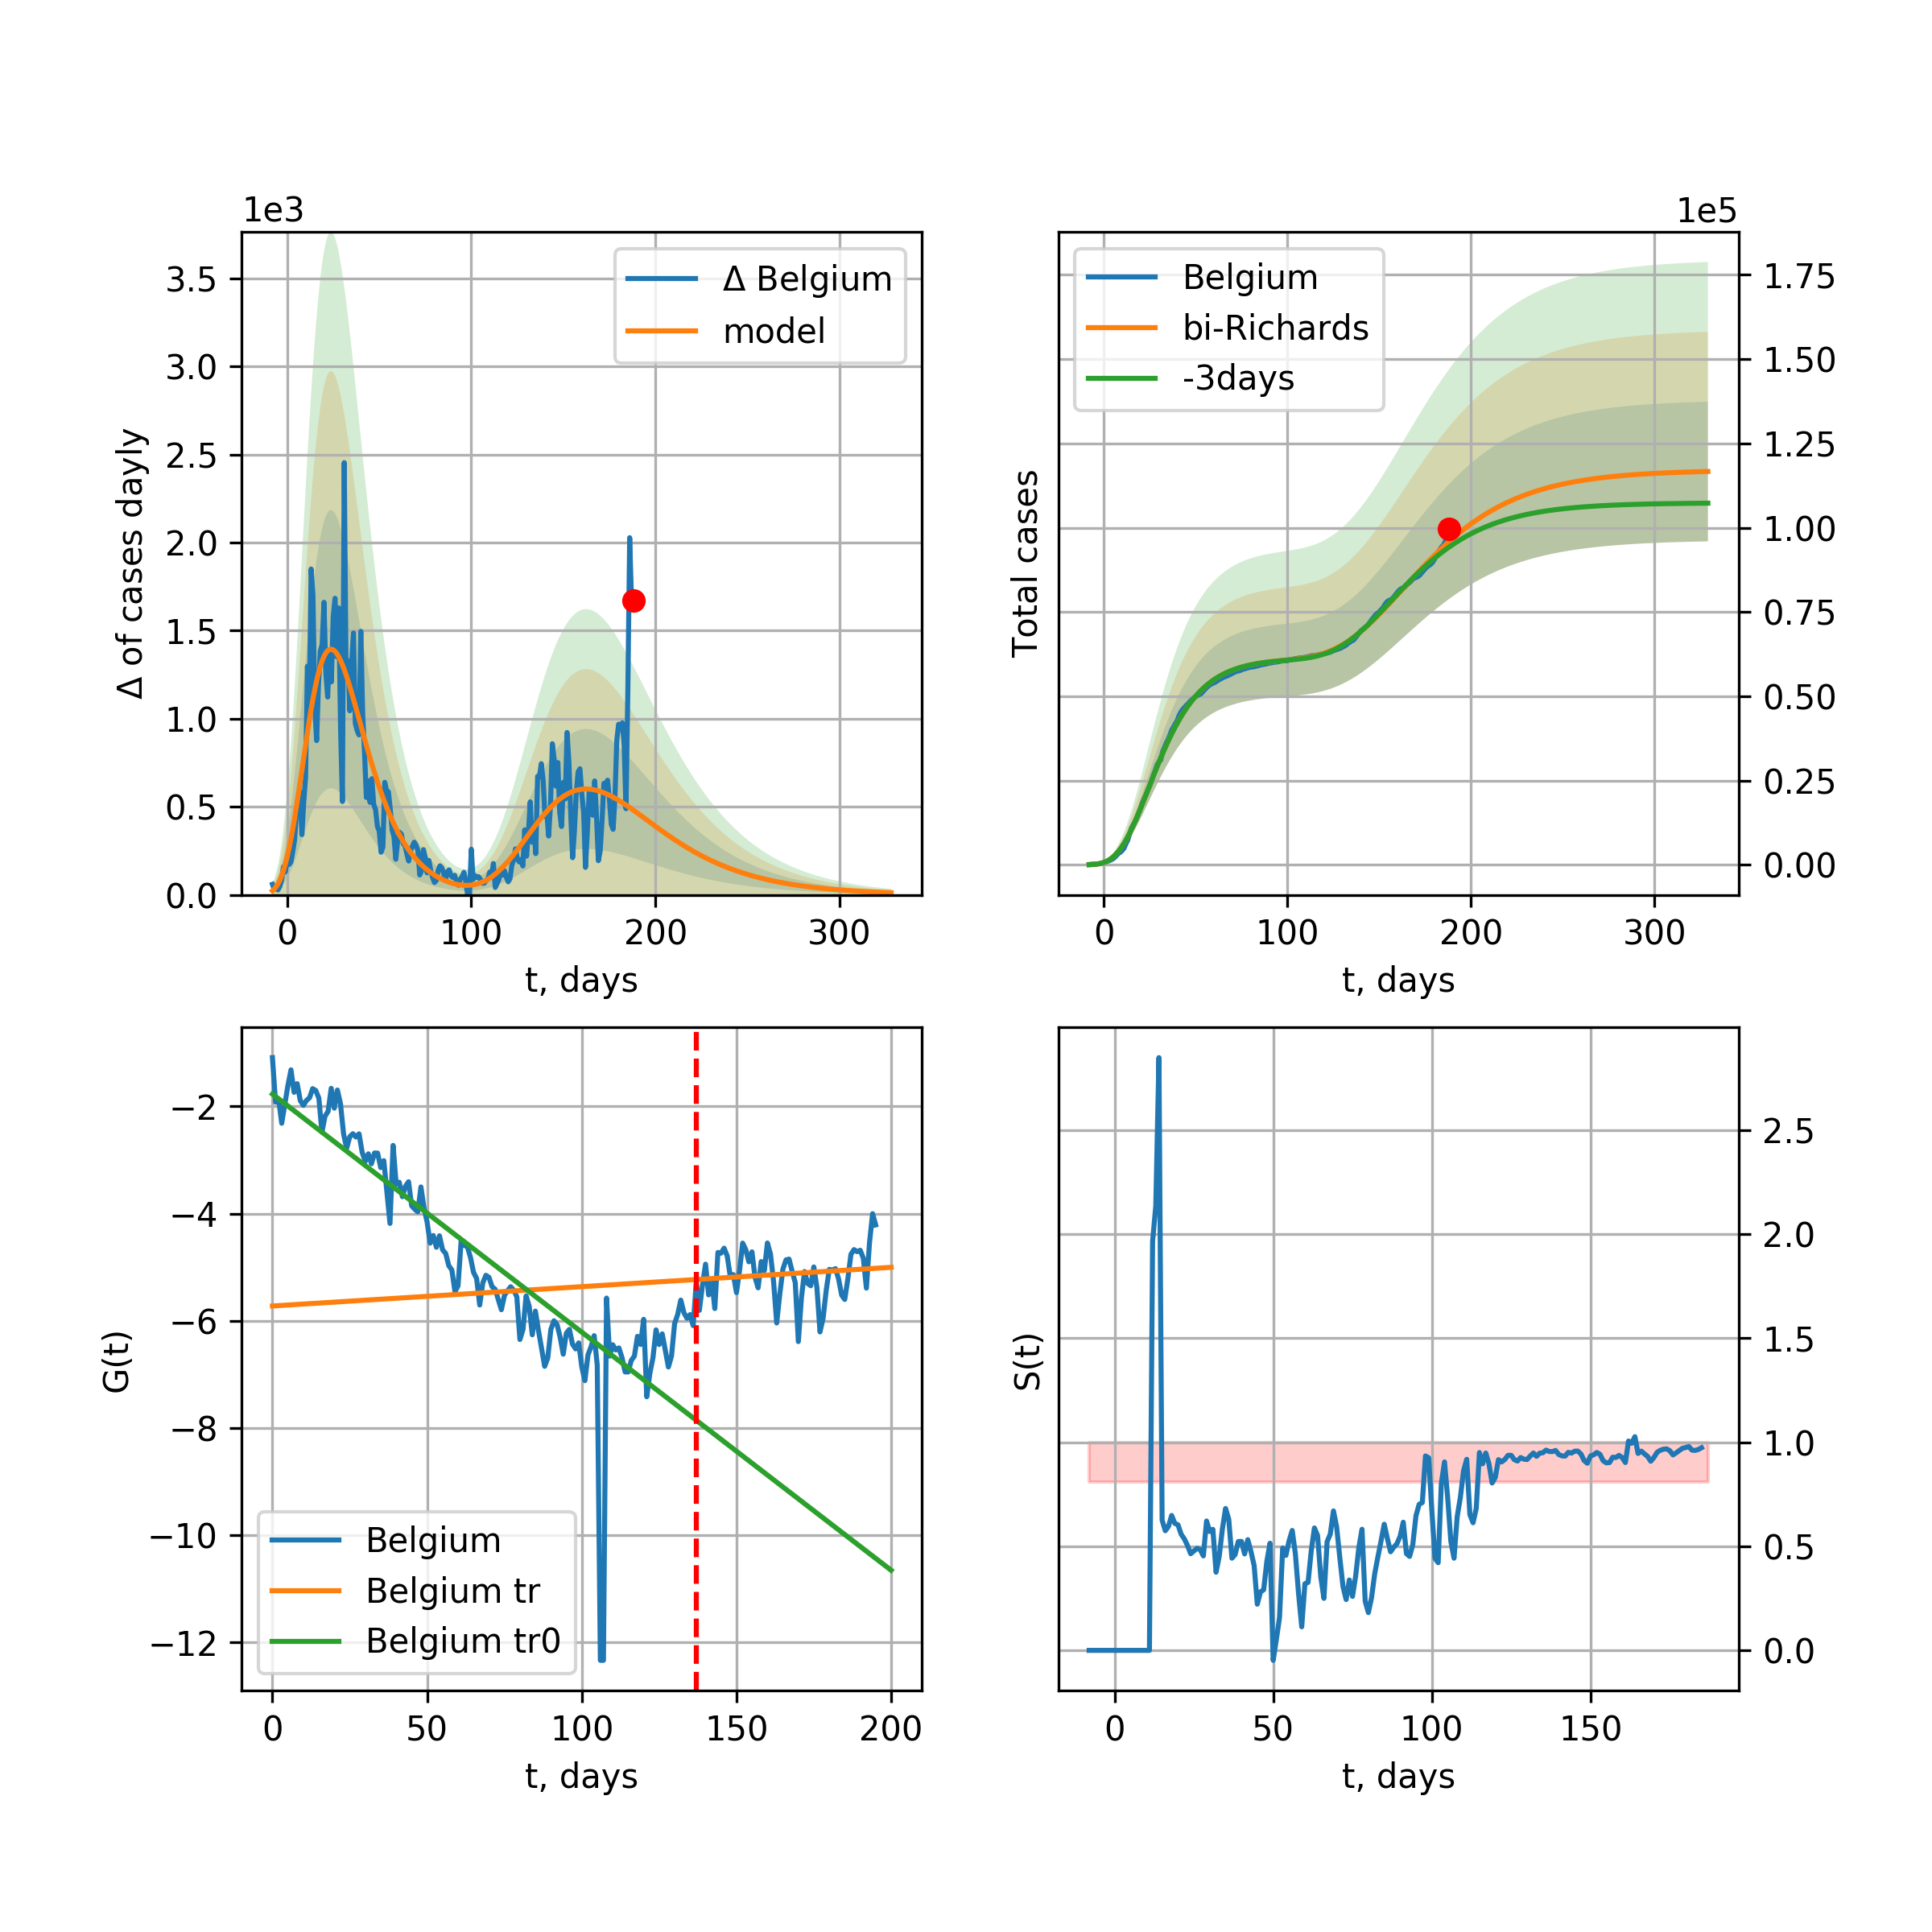 1e3
3.5
3.0
2.5
2.0
1.5
1.0
0.5
0.0
Δ of cases dayly
Δ Belgium
model
0 100 200 300
t, days
1e5
Belgium
bi-Richards
-3days
Total cases
1.75
1.50
1.25
1.00
0.75
0.50
0.25
0.00
0 100 200 300
t, days
−2
−4
−6
−8
−10
−12
G(t)
Belgium
Belgium tr
Belgium tr0
0 50 100 150 200
t, days
S(t)
2.5
2.0
1.5
1.0
0.5
0.0
0 50 100 150
t, days